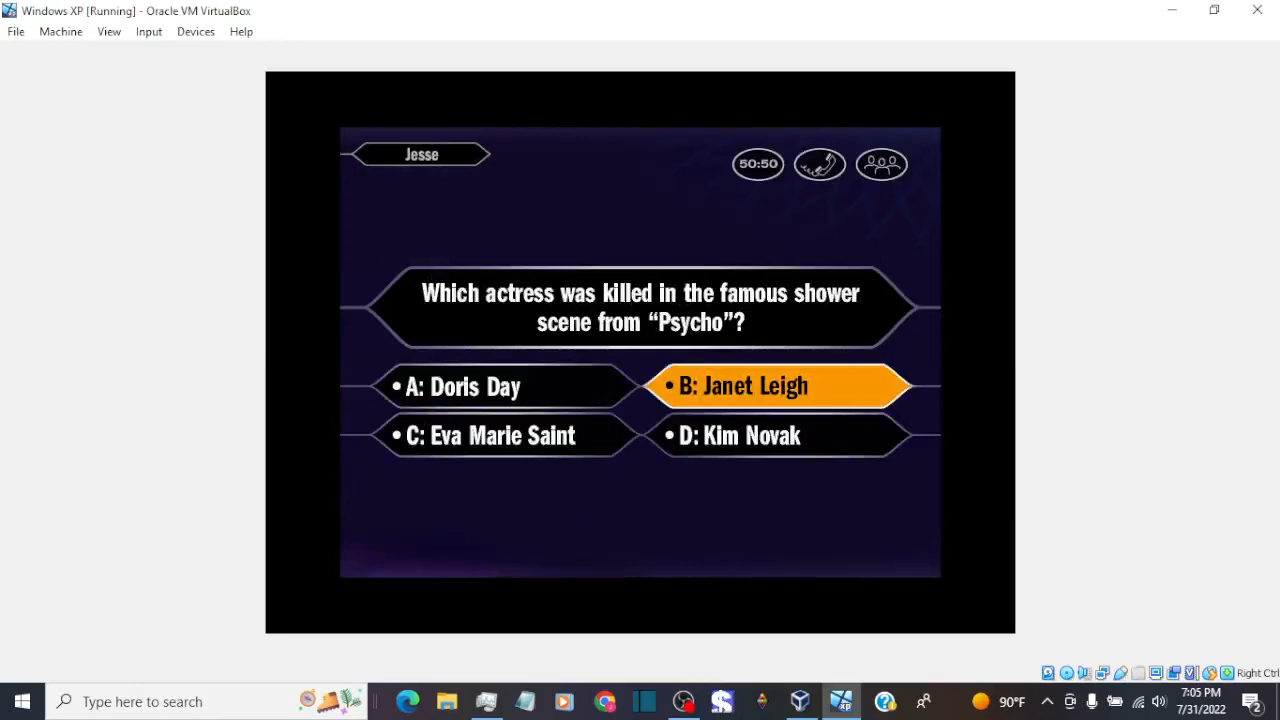 Windows XP [Running] - Oracle VM VirtualBox
File Machine View Input Devices Help
Jesse
50:50
Which actress was killed in the famous shower
scene from “Psycho”?
• A: Doris Day
• B: Janet Leigh
• C: Eva Marie Saint
• D: Kim Novak
Right Ctrl
Type here to search
XP
90°F
7:05 PM
7/31/2022
2